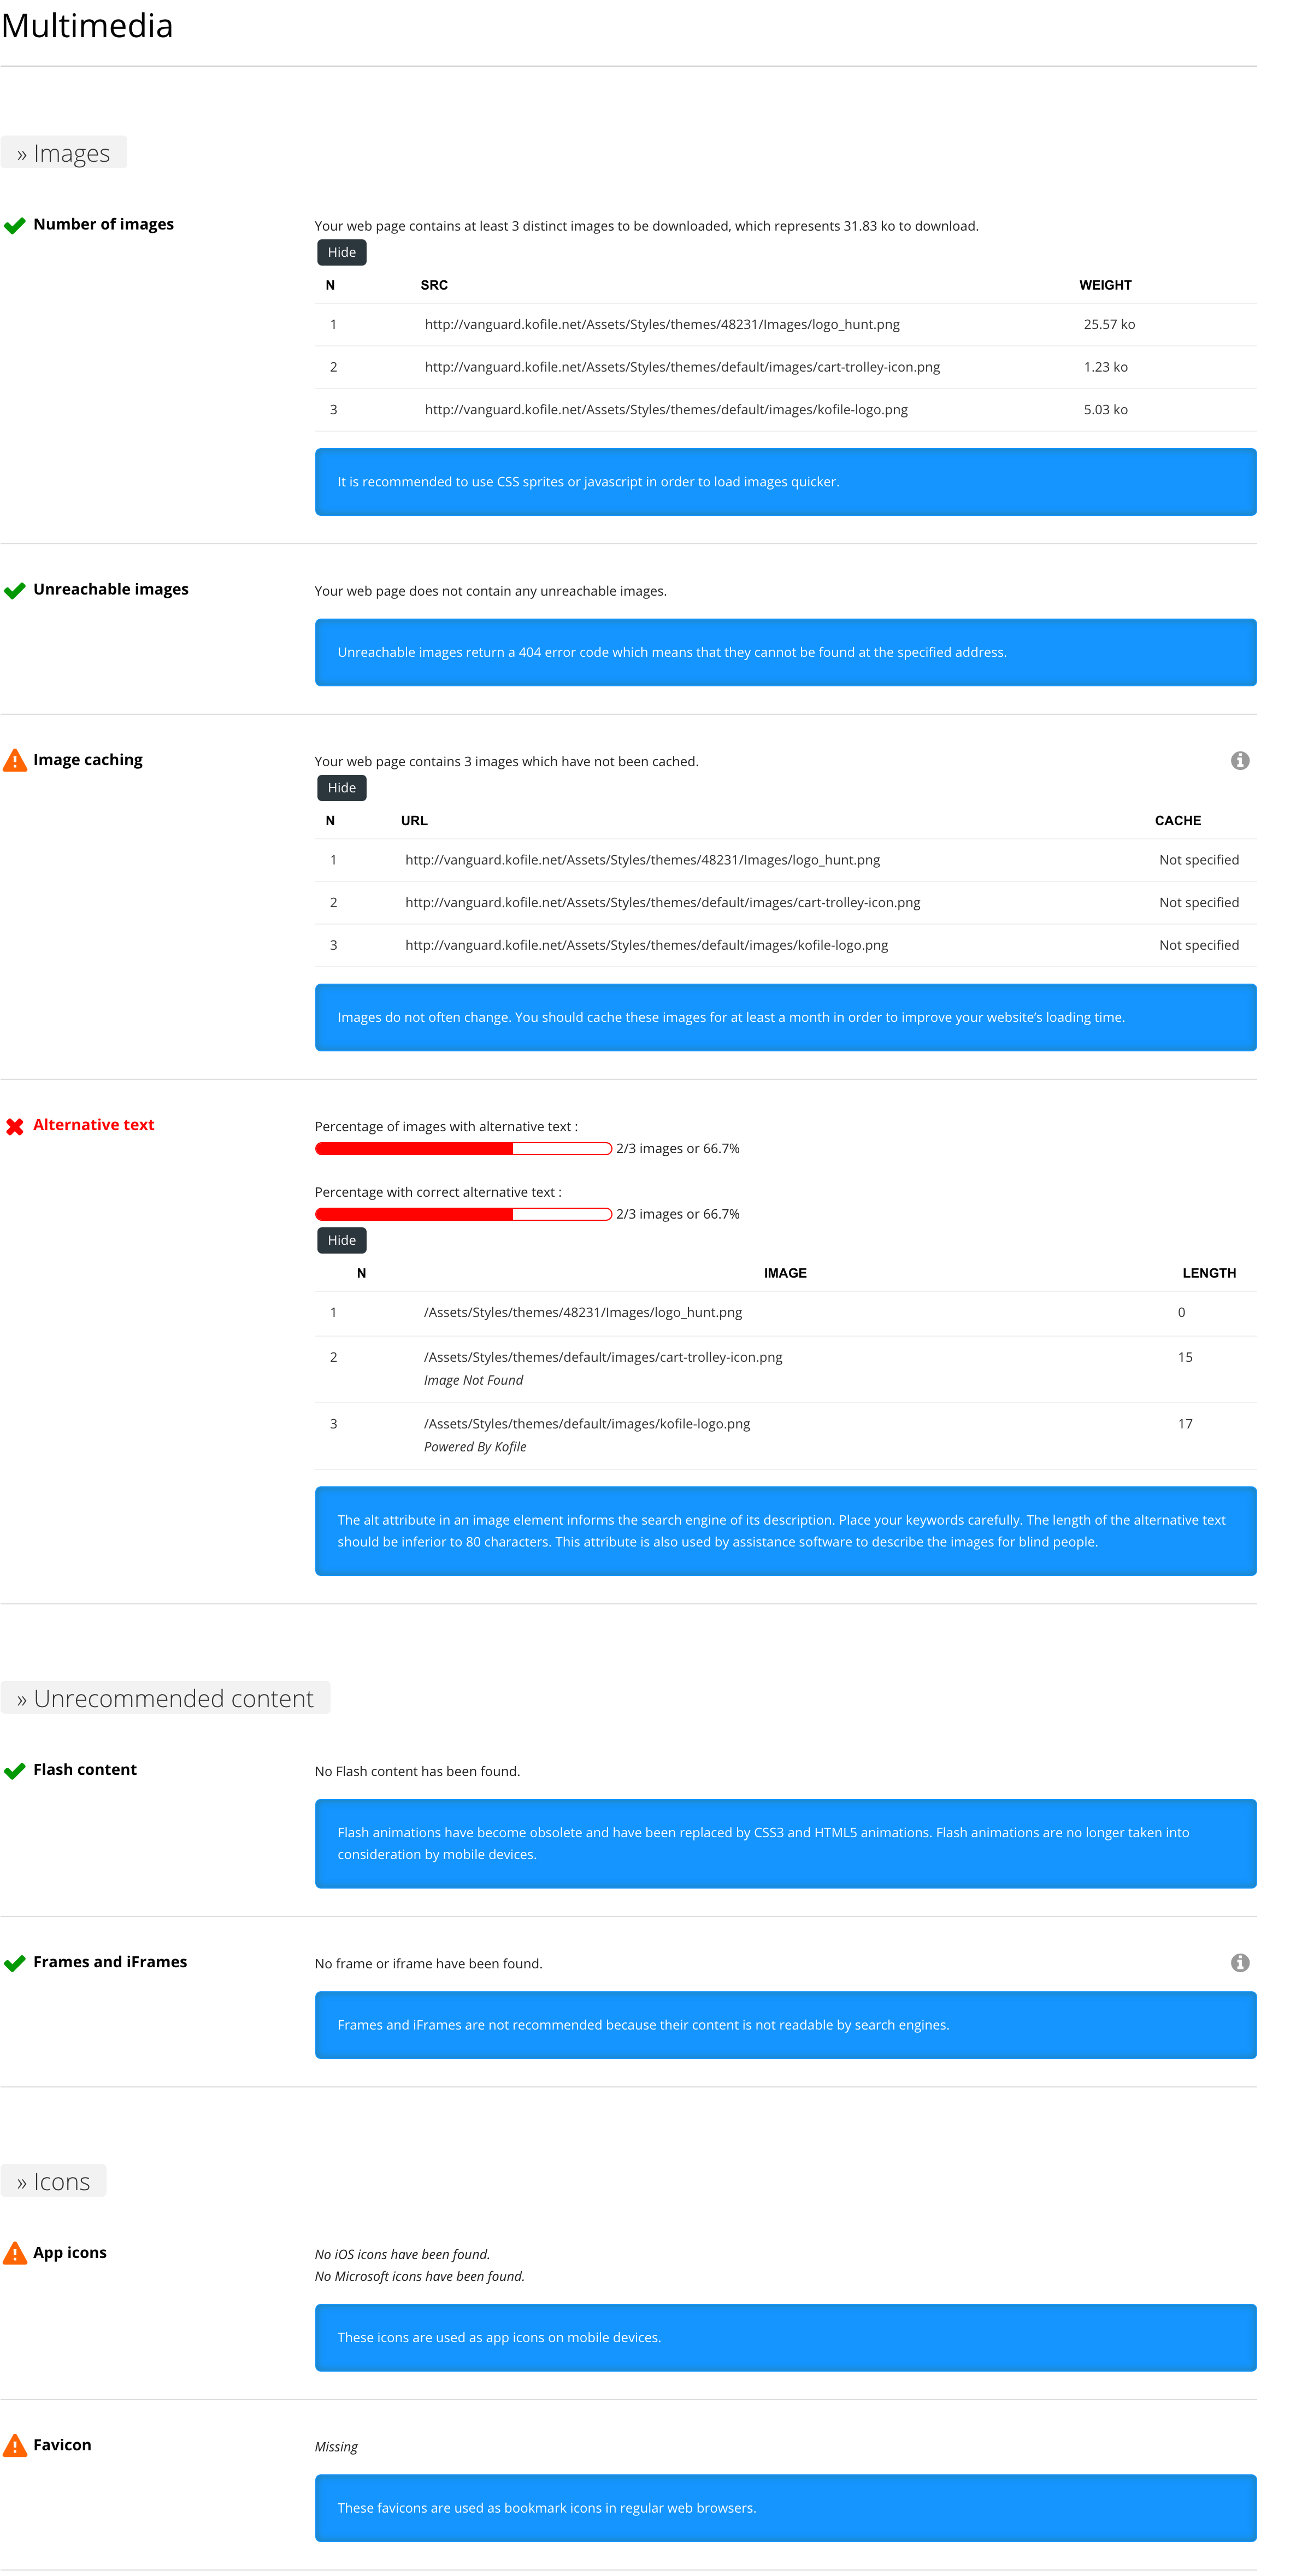 Multimedia
» Images
Number of images
Your web page contains at least 3 distinct images to be downloaded, which represents 31.83 ko to download.
Hide
N SRC WEIGHT
1 http://vanguard.kofile.net/Assets/Styles/themes/48231/Images/logo_hunt.png 25.57 ko
2 http://vanguard.kofile.net/Assets/Styles/themes/default/images/cart-trolley-icon.png 1.23 ko
3 http://vanguard.kofile.net/Assets/Styles/themes/default/images/kofile-logo.png 5.03 ko
It is recommended to use CSS sprites or javascript in order to load images quicker.
Unreachable images
Your web page does not contain any unreachable images.
Unreachable images return a 404 error code which means that they cannot be found at the specified address.
Image caching
Your web page contains 3 images which have not been cached.
Hide
N URL CACHE
1 http://vanguard.kofile.net/Assets/Styles/themes/48231/Images/logo_hunt.png Not specified
2 http://vanguard.kofile.net/Assets/Styles/themes/default/images/cart-trolley-icon.png Not specified
3 http://vanguard.kofile.net/Assets/Styles/themes/default/images/kofile-logo.png Not specified
Images do not often change. You should cache these images for at least a month in order to improve your website's loading time.
Alternative text
Percentage of images with alternative text :
2/3 images or 66.7%
Percentage with correct alternative text :
2/3 images or 66.7%
Hide
N IMAGE LENGTH
1 /Assets/Styles/themes/48231/Images/logo_hunt.png 0
2 /Assets/Styles/themes/default/images/cart-trolley-icon.png 15
Image Not Found
3 /Assets/Styles/themes/default/images/kofile-logo.png 17
Powered By Kofile
The alt attribute in an image element informs the search engine of its description. Place your keywords carefully. The length of the alternative text
should be inferior to 80 characters. This attribute is also used by assistance software to describe the images for blind people.
» Unrecommended content
Flash content
No Flash content has been found.
Flash animations have become obsolete and have been replaced by CSS3 and HTML5 animations. Flash animations are no longer taken into
consideration by mobile devices.
Frames and iFrames
No frame or iframe have been found.
Frames and iFrames are not recommended because their content is not readable by search engines.
» Icons
App icons
No iOS icons have been found.
No Microsoft icons have been found.
These icons are used as app icons on mobile devices.
Favicon
Missing
These favicons are used as bookmark icons in regular web browsers.